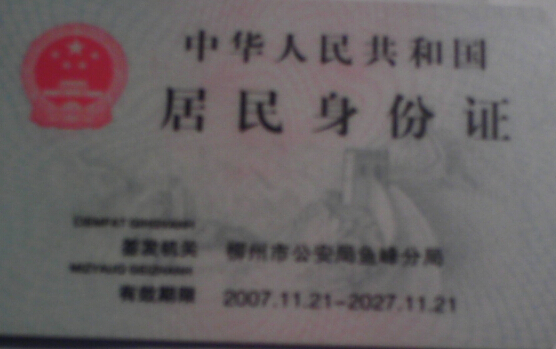 中华人民共和国
居民身份证
签发机关 柳州市公安局鱼峰分局
有效期限 2007.11.21-2027.11.21